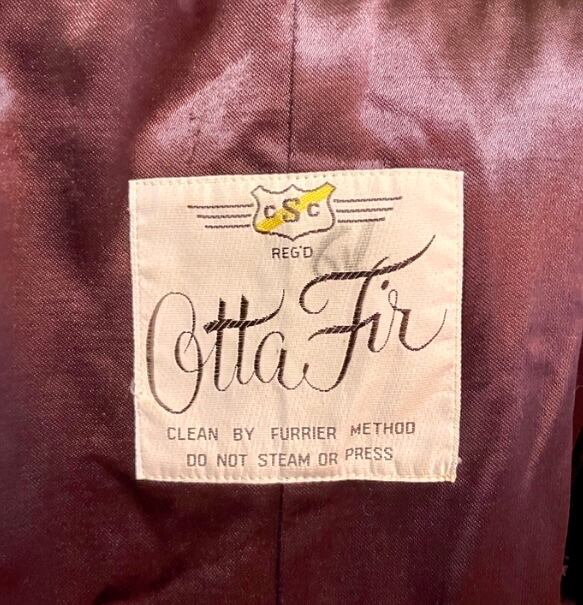 CSC
REG'D
Otta Fir
CLEAN BY FURRIER METHOD
DO NOT STEAM OR PRESS